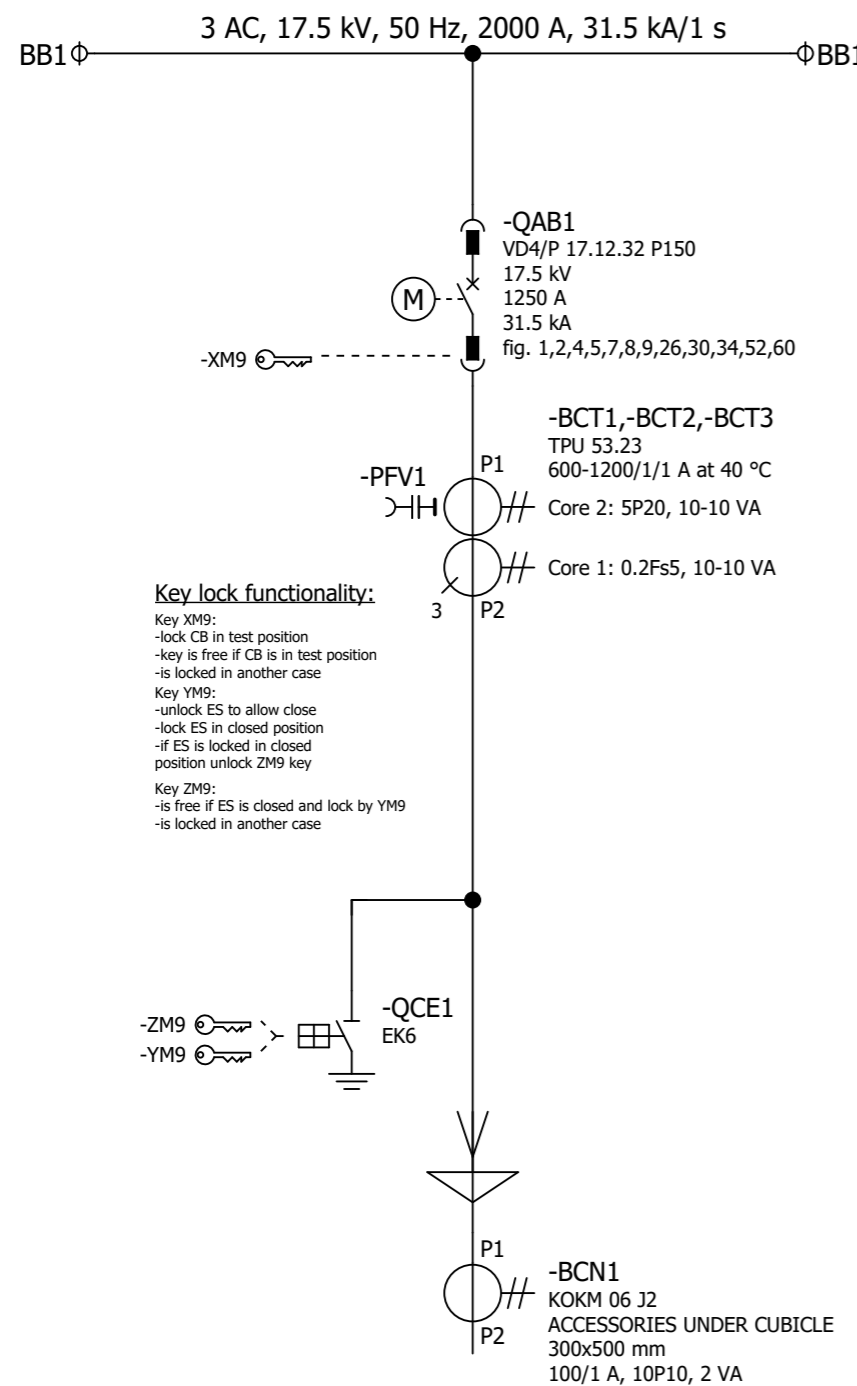 3 AC, 17.5 kV, 50 Hz, 2000 A, 31.5 kA/1 s
BB1
BB1
-QAB1
VD4/P 17.12.32 P150
17.5 kV
1250 A
31.5 kA
fig. 1,2,4,5,7,8,9,26,30,34,52,60
M
-XM9
-BCT1,-BCT2,-BCT3
TPU 53.23
600-1200/1/1 A at 40 °C
P1
-PFV1
Core 2: 5P20, 10-10 VA
Core 1: 0.2Fs5, 10-10 VA
3
P2
Key lock functionality:
Key XM9:
-lock CB in test position
-key is free if CB is in test position
-is locked in another case
Key YM9:
-unlock ES to allow close
-lock ES in closed position
-if ES is locked in closed
position unlock ZM9 key
Key ZM9:
-is free if ES is closed and lock by YM9
-is locked in another case
-QCE1
EK6
-ZM9
-YM9
P1
-BCN1
KOKM 06 J2
ACCESSORIES UNDER CUBICLE
300x500 mm
100/1 A, 10P10, 2 VA
P2